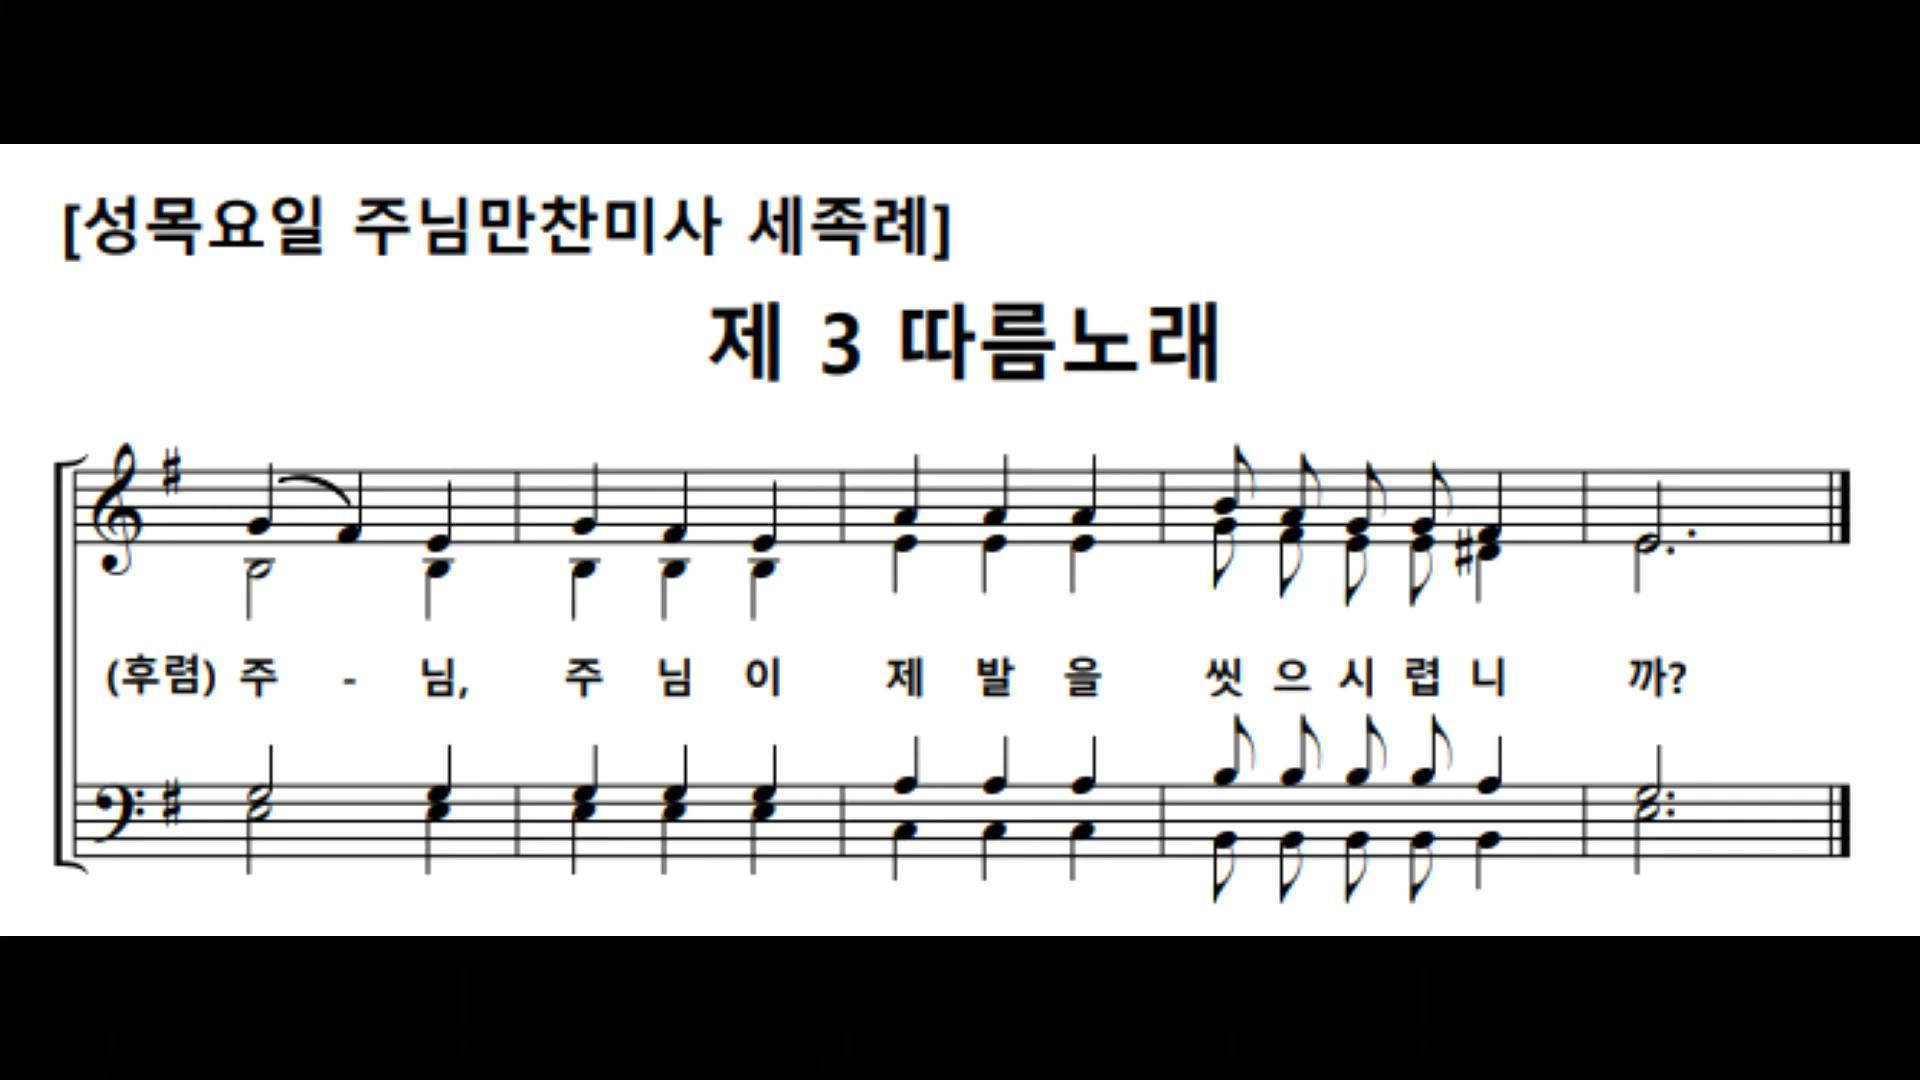 [성목요일 주님만찬미사 세족례]
제 3 따름노래
(후렴) 주 - 님, 주 님 이 제 발 을 씻 으 시 렵 니 까?